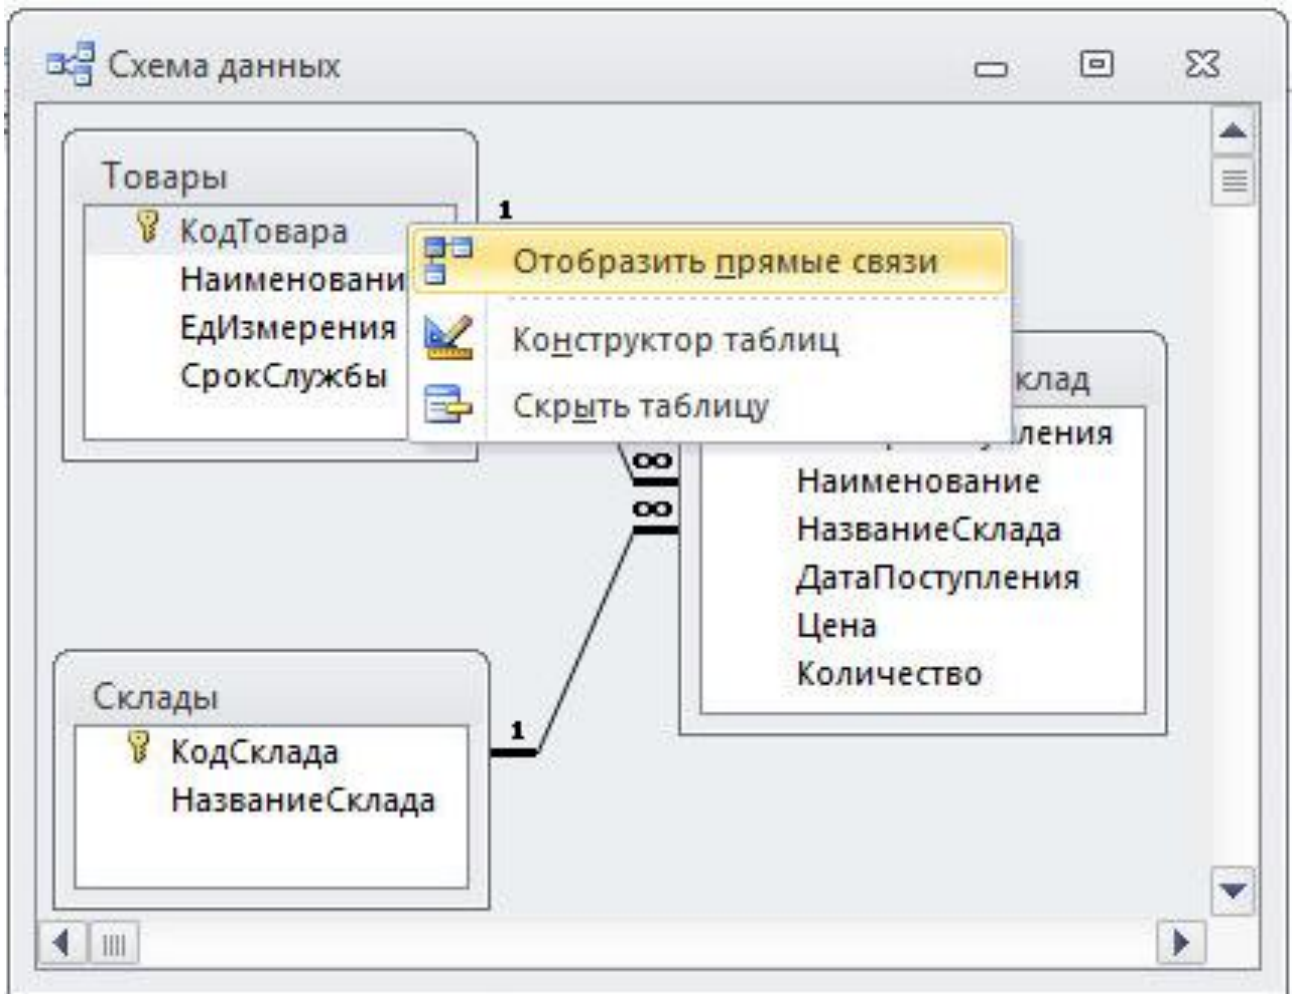 Схема данных
Товары
КодТовара
Наименовани
ЕдИзмерения
СрокСлужбы
1
Отобразить прямые связи
Конструктор таблиц
Скрыть таблицу
клад
ления
Наименование
НазваниеСклада
ДатаПоступления
Цена
Количество
∞
∞
1
Склады
КодСклада
НазваниеСклада